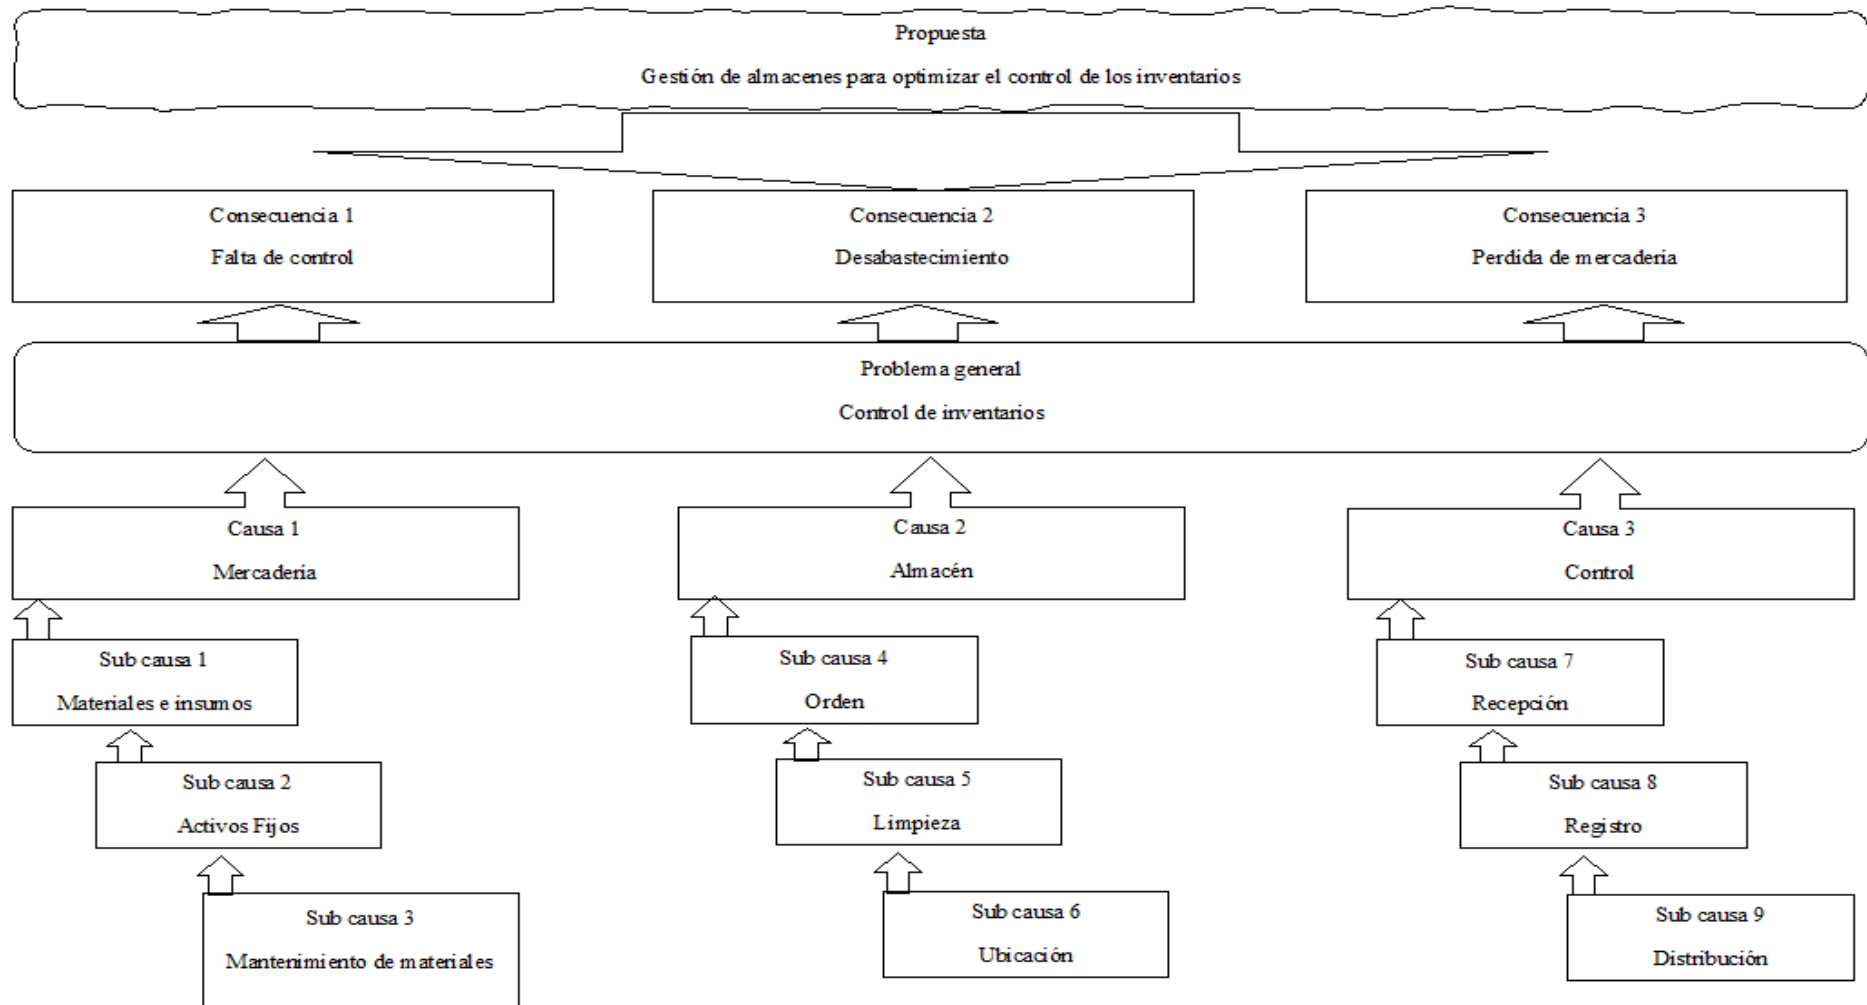 Propuesta
Gestión de almacenes para optimizar el control de los inventarios
Consecuencia 1
Falta de control
Consecuencia 2
Desabastecimiento
Consecuencia 3
Perdida de mercadería
Problema general
Control de inventarios
Causa 1
Mercadería
Causa 2
Almacén
Causa 3
Control
Sub causa 1
Materiales e insumos
Sub causa 4
Orden
Sub causa 7
Recepción
Sub causa 2
Activos Fijos
Sub causa 5
Limpieza
Sub causa 8
Registro
Sub causa 3
Mantenimiento de materiales
Sub causa 6
Ubicación
Sub causa 9
Distribución